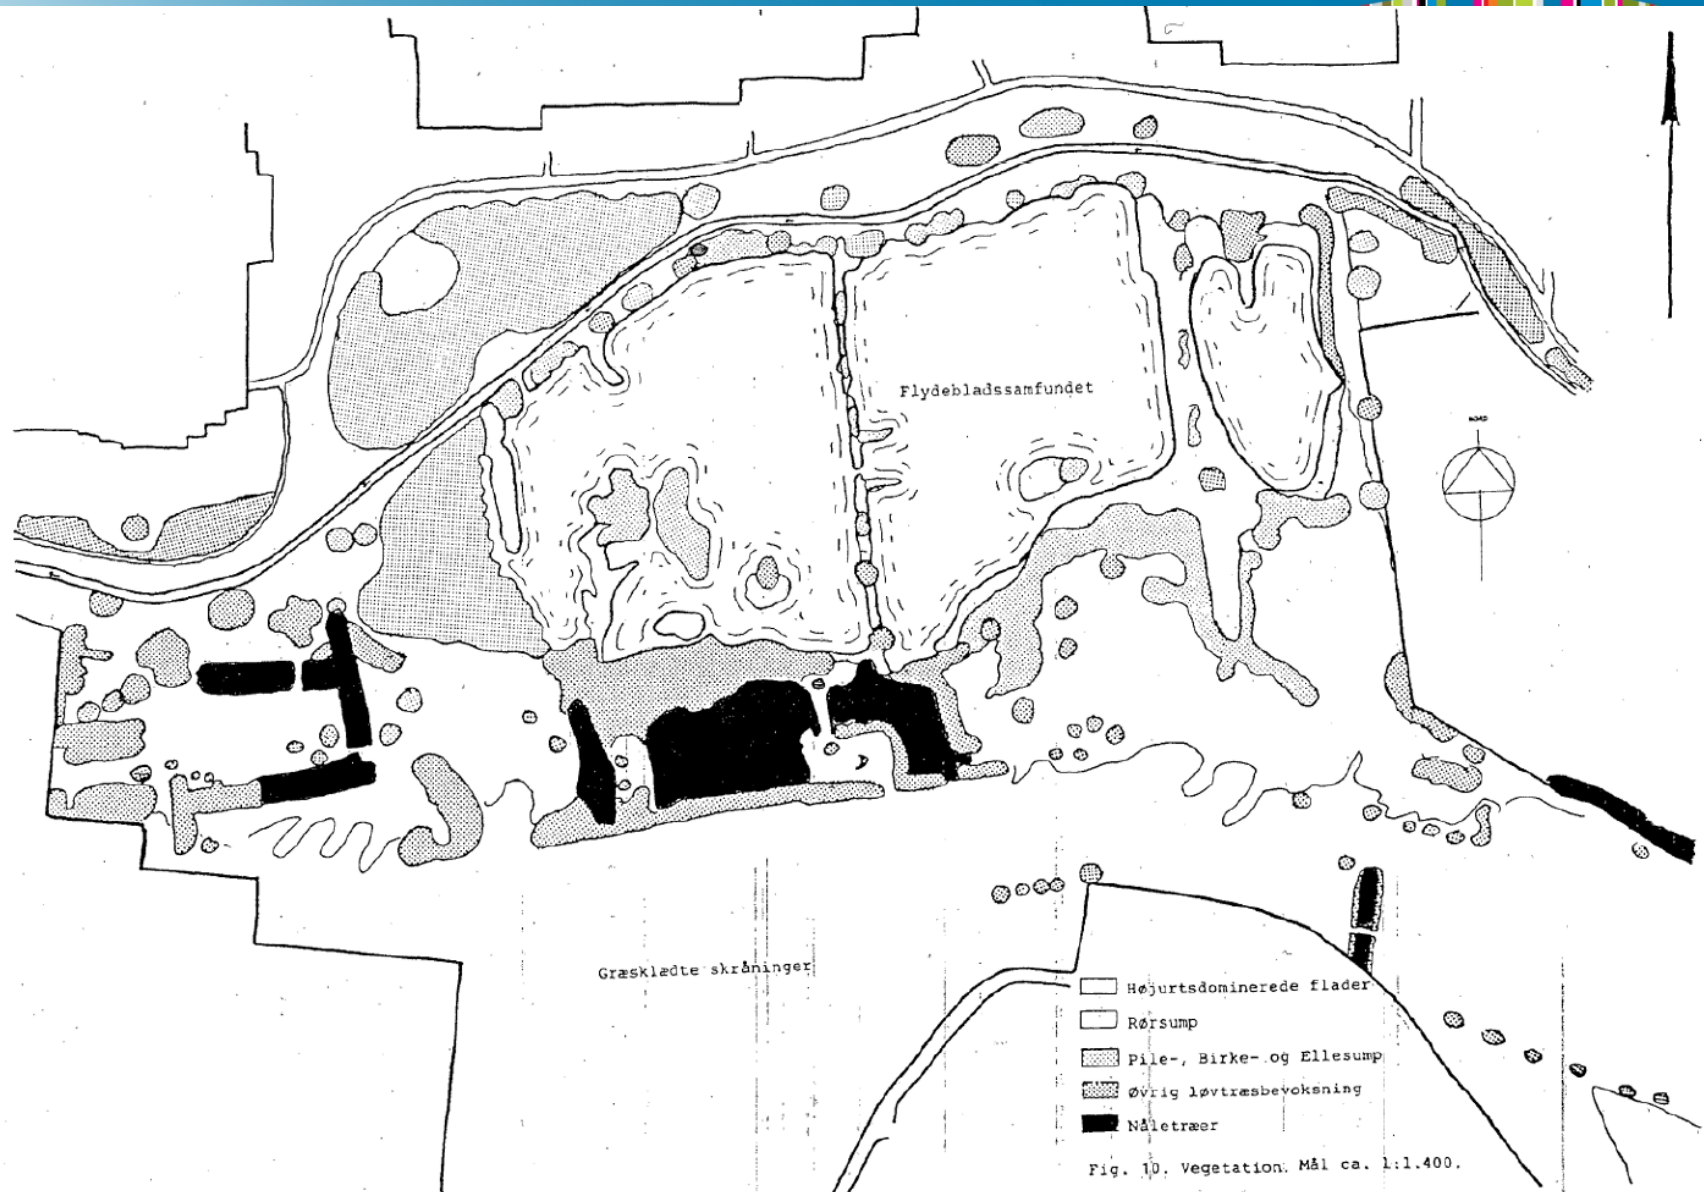 Flydebladssamfundet
NORD
Græsklædte skråninger
Højurtsdominerede flader
Rørsump
Pile-, Birke- og Ellesump
Øvrig løvtræsbevoksning
Nåletræer
Fig. 10. Vegetation. Mål ca. 1:1.400.